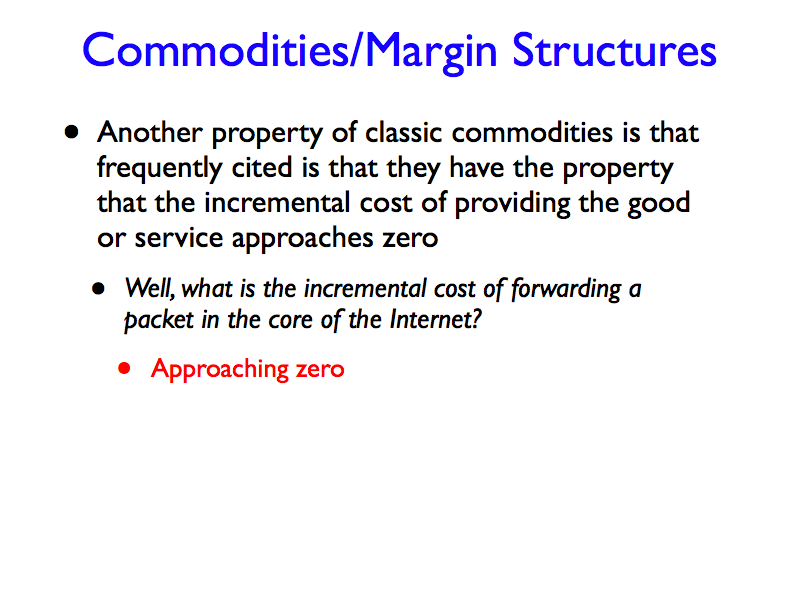 Commodities/Margin Structures
• Another property of classic commodities is that
frequently cited is that they have the property
that the incremental cost of providing the good
or service approaches zero
• Well, what is the incremental cost of forwarding a
packet in the core of the Internet?
• Approaching zero